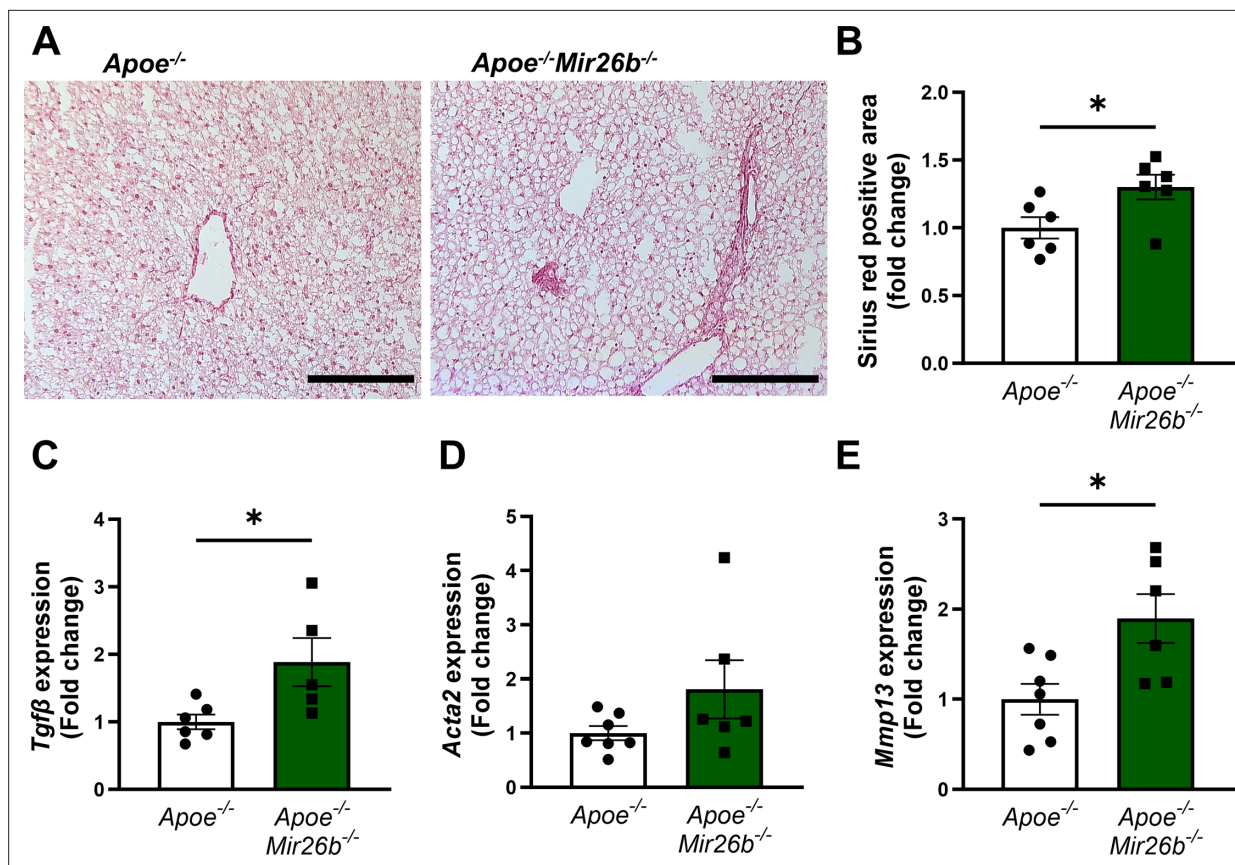 A
Apoe-/-
Apoe-/-Mir26b-/-
B
Sirius red positive area
(fold change)
2.0
1.5
1.0
0.5
0.0
*
Apoe-/-
Apoe-/-
Mir26b-/-
C
Tgfβ expression
(Fold change)
4
3
2
1
0
*
Apoe-/-
Apoe-/-
Mir26b-/-
D
Acta2 expression
(Fold change)
5
4
3
2
1
0
Apoe-/-
Apoe-/-
Mir26b-/-
E
Mmp13 expression
(Fold change)
3
2
1
0
*
Apoe-/-
Apoe-/-
Mir26b-/-